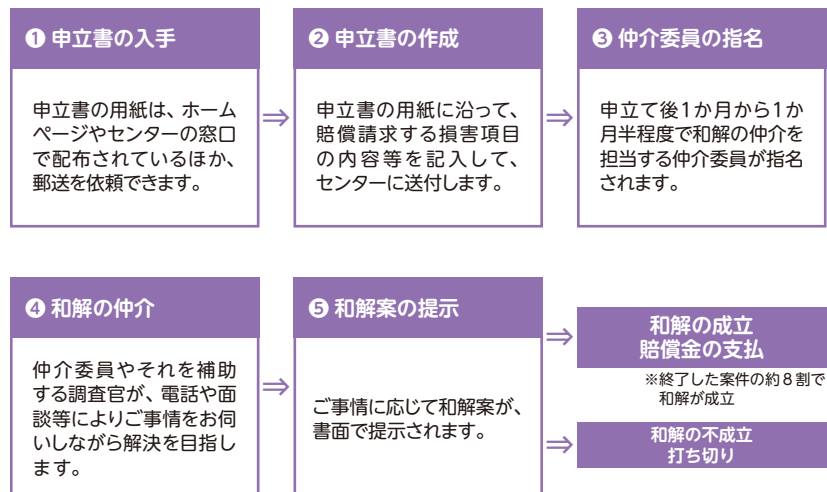 ❶ 申立書の入手
申立書の用紙は、ホーム
ページやセンターの窓口
で配布されているほか、
郵送を依頼できます。
⇒
❷ 申立書の作成
申立書の用紙に沿って、
賠償請求する損害項目
の内容等を記入して、
センターに送付します。
⇒
❸ 仲介委員の指名
申立て後1か月から1か
月半程度で和解の仲介を
担当する仲介委員が指名
されます。
❹ 和解の仲介
仲介委員やそれを補助
する調査官が、電話や面
談等によりご事情をお伺
いしながら解決を目指し
ます。
⇒
❺ 和解案の提示
ご事情に応じて和解案が、
書面で提示されます。
⇒
和解の成立
賠償金の支払
※終了した案件の約8割で
和解が成立
⇒
和解の不成立
打ち切り